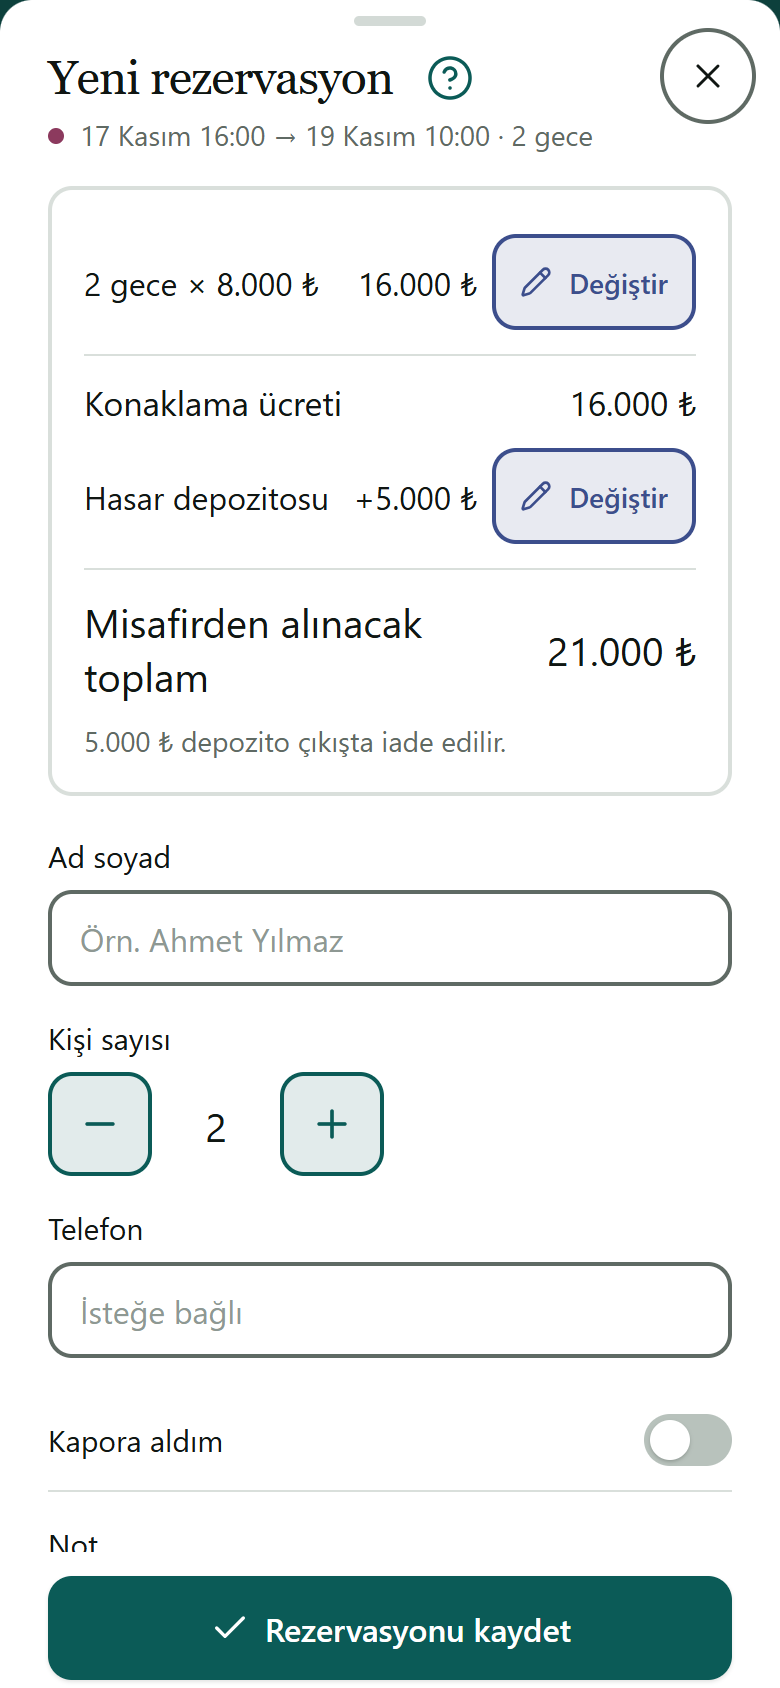 Yeni rezervasyon
17 Kasım 16:00 → 19 Kasım 10:00 · 2 gece
2 gece × 8.000 ₺ 16.000 ₺ Değiştir
Konaklama ücreti 16.000 ₺
Hasar depozitosu +5.000 ₺ Değiştir
Misafirden alınacak
toplam
21.000 ₺
5.000 ₺ depozito çıkışta iade edilir.
Ad soyad
Örn. Ahmet Yılmaz
Kişi sayısı
2
Telefon
İsteğe bağlı
Kapora aldım
Not
Rezervasyonu kaydet